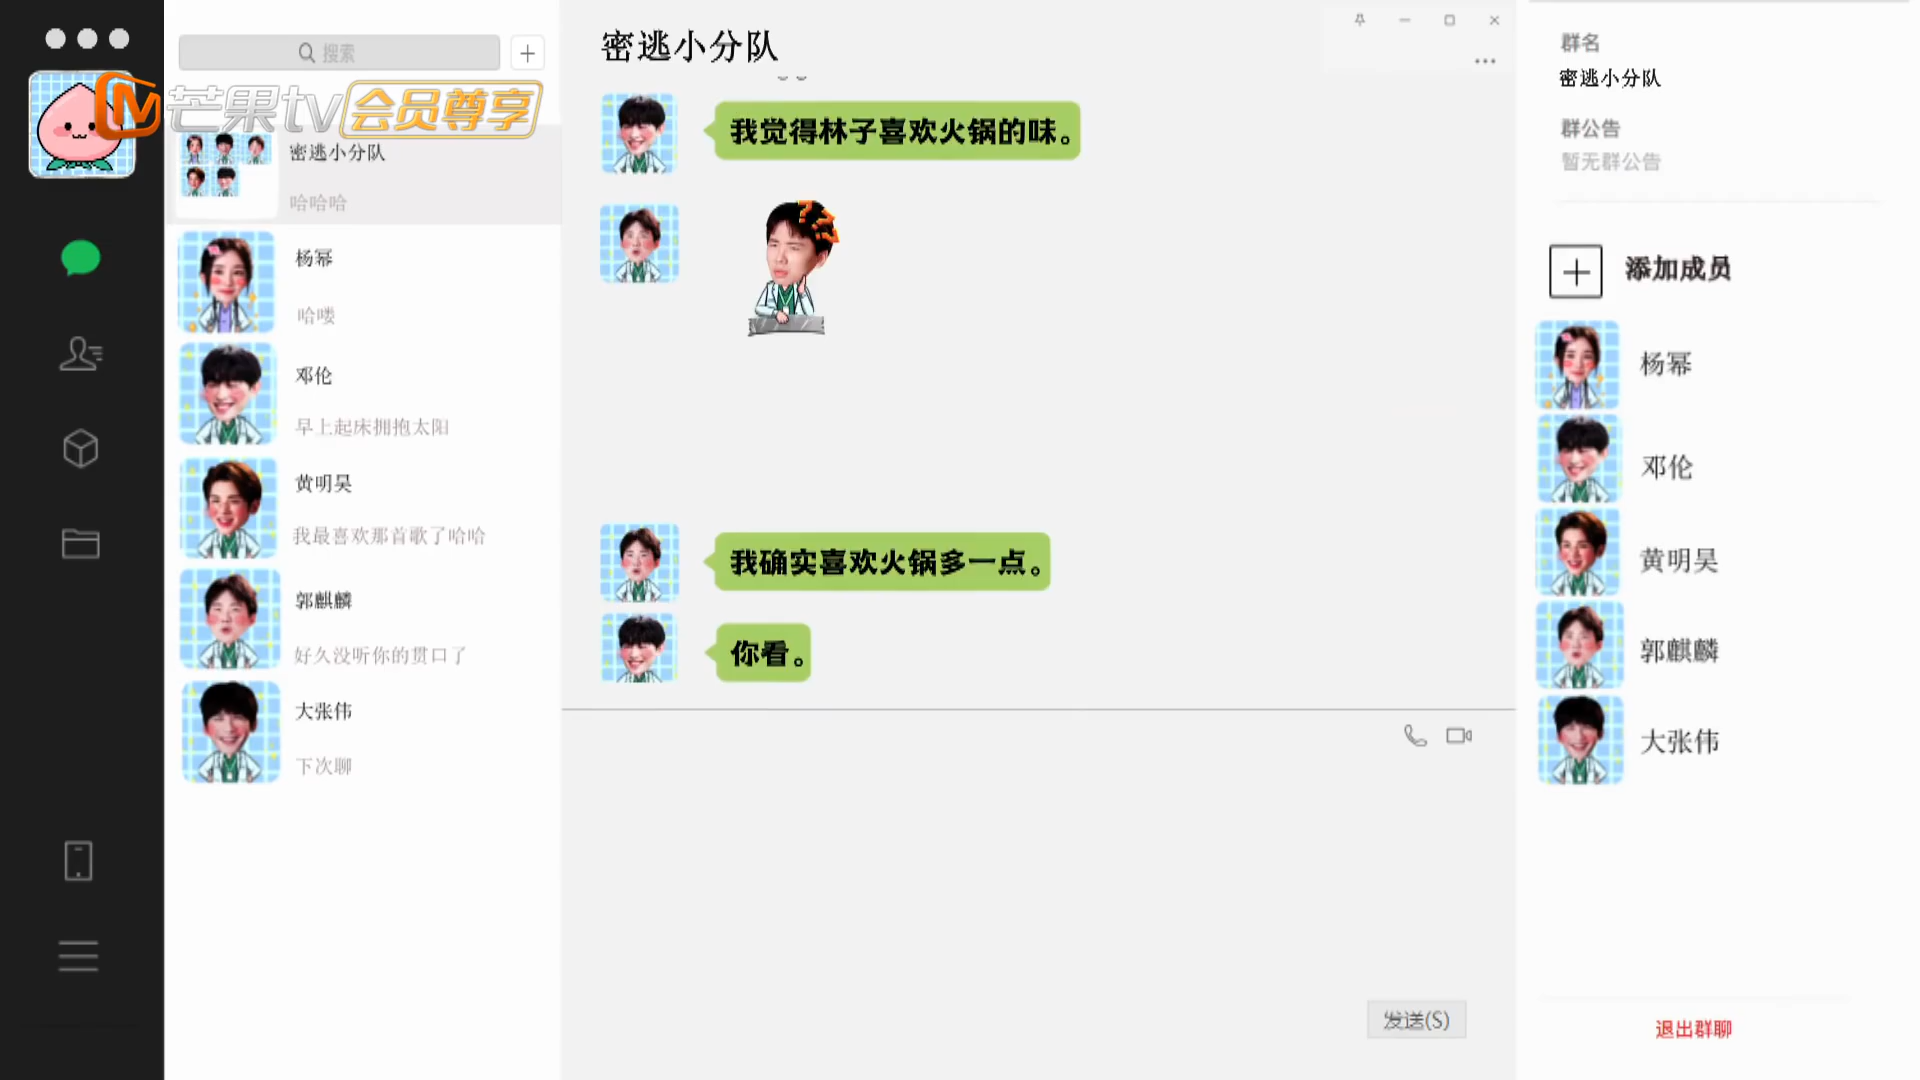 搜索
芒果tv会员尊享
密逃小分队
哈哈哈
杨幂
哈喽
邓伦
早上起床拥抱太阳
黄明昊
我最喜欢那首歌了哈哈
郭麒麟
好久没听你的贯口了
大张伟
下次聊
密逃小分队
我觉得林子喜欢火锅的味。
???
我确实喜欢火锅多一点。
你看。
发送(S)
群名
密逃小分队
群公告
暂无群公告
添加成员
杨幂
邓伦
黄明昊
郭麒麟
大张伟
退出群聊